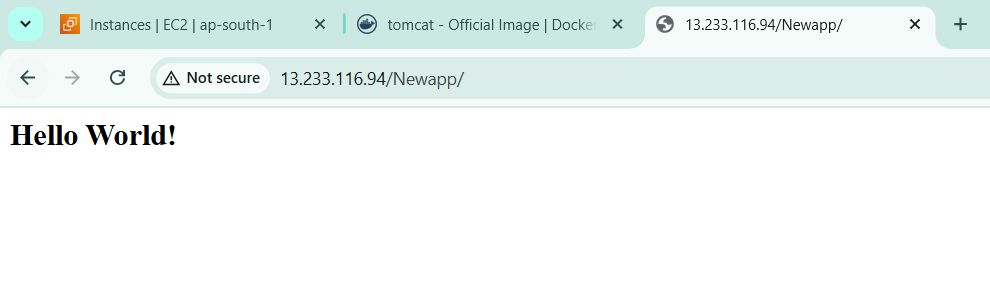 Instances | EC2 | ap-south-1
tomcat - Official Image | Docke
13.233.116.94/Newapp/
Not secure
13.233.116.94/Newapp/
Hello World!